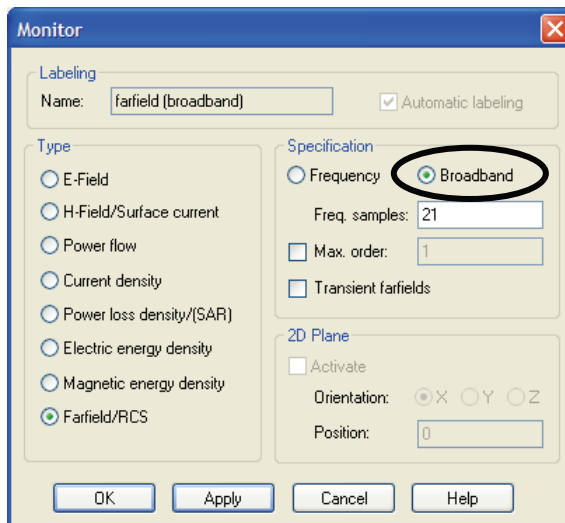 Monitor
Labeling
Name: farfield (broadband) Automatic labeling
Type
E-Field
H-Field/Surface current
Power flow
Current density
Power loss density/(SAR)
Electric energy density
Magnetic energy density
Farfield/RCS
Specification
Frequency Broadband
Freq. samples: 21
Max. order: 1
Transient farfields
2D Plane
Activate
Orientation: X Y Z
Position: 0
OK Apply Cancel Help